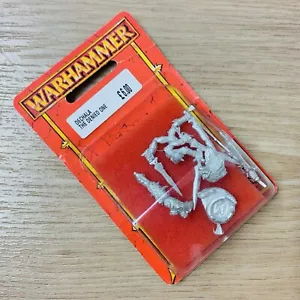 WARHAMMER
DECHALA
THE DENIED ONE
£6.00